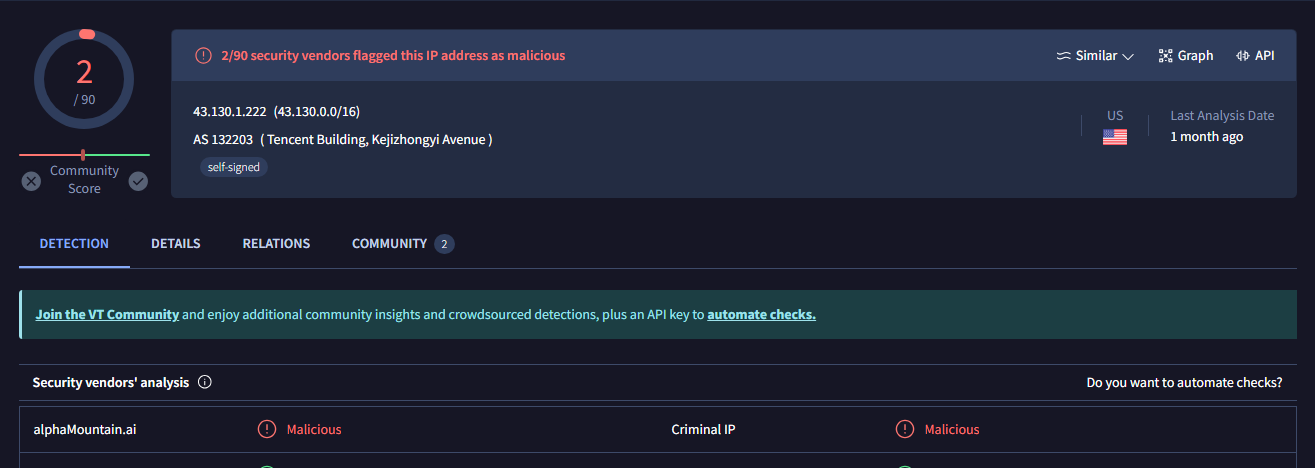 2
/ 90
Community
Score
2/90 security vendors flagged this IP address as malicious
Similar
Graph
API
43.130.1.222 (43.130.0.0/16)
AS 132203 ( Tencent Building, Kejizhongyi Avenue )
self-signed
US
Last Analysis Date
1 month ago
DETECTION
DETAILS
RELATIONS
COMMUNITY 2
Join the VT Community and enjoy additional community insights and crowdsourced detections, plus an API key to automate checks.
Security vendors' analysis
Do you want to automate checks?
alphaMountain.ai
Malicious
Criminal IP
Malicious